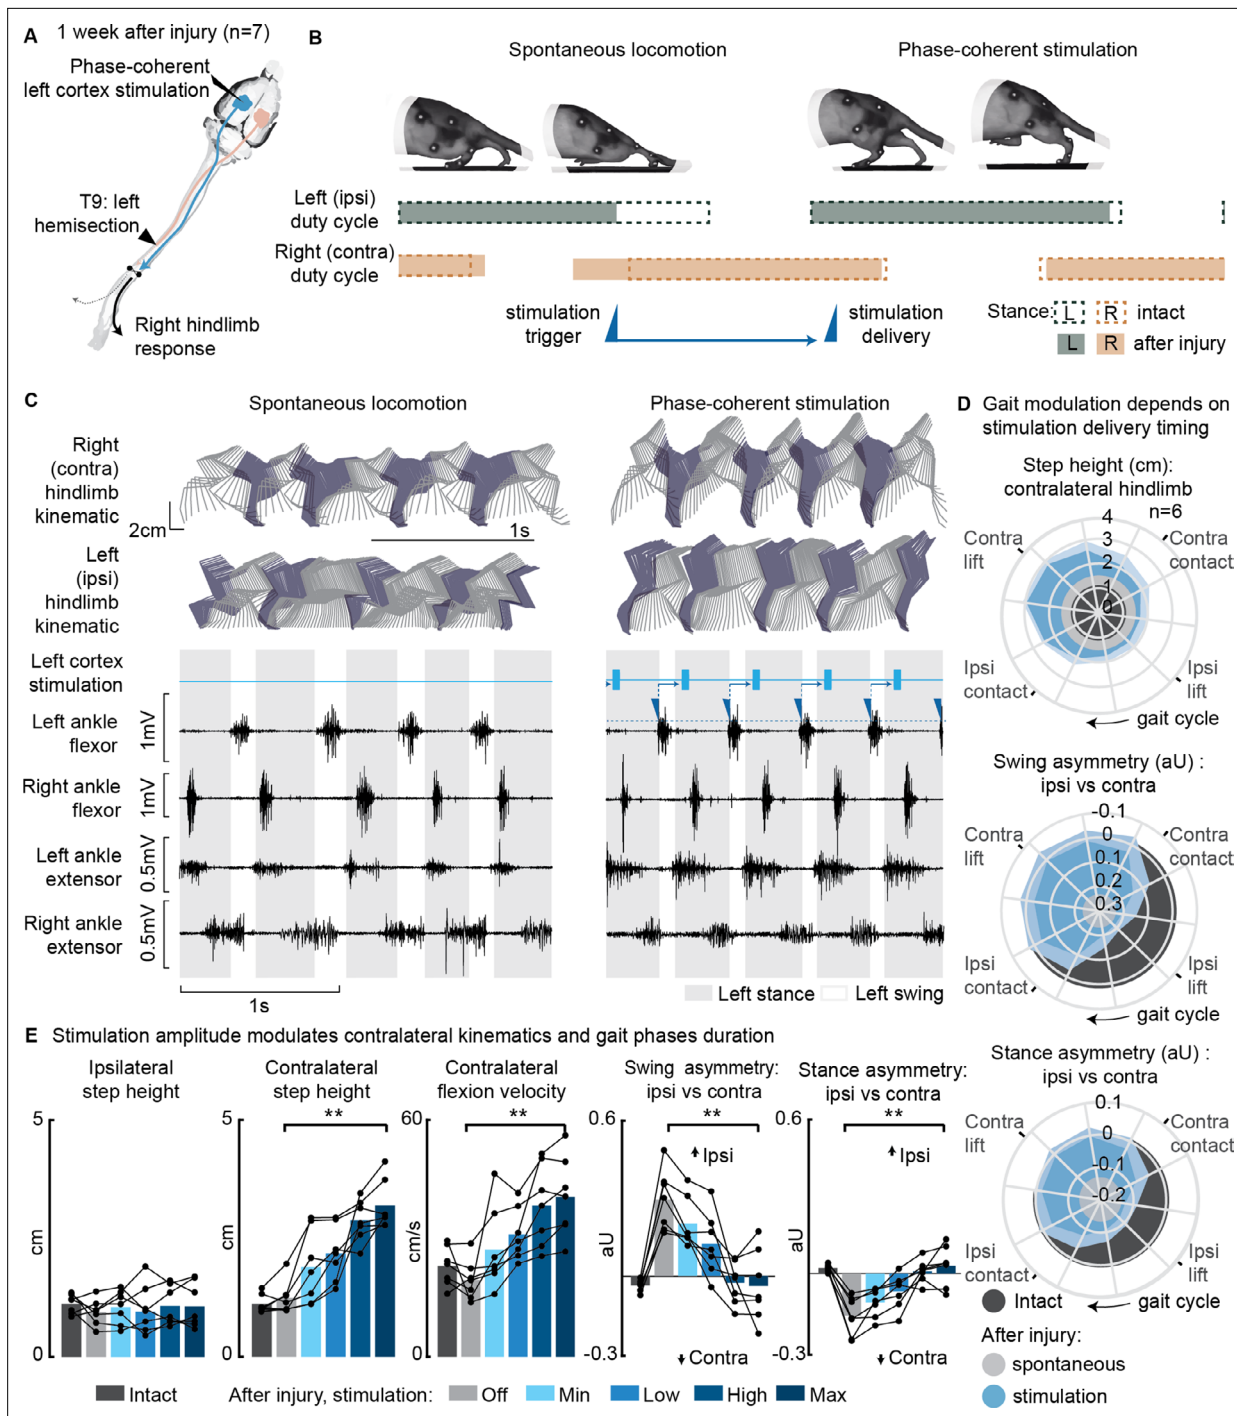 A
1 week after injury (n=7)
Phase-coherent
left cortex stimulation
T9: left
hemisection
Right hindlimb
response
B
Spontaneous locomotion
Phase-coherent stimulation
Left (ipsi)
duty cycle
Right (contra)
duty cycle
stimulation
trigger
stimulation
delivery
Stance:
L
R
intact
L
R
after injury
C
Spontaneous locomotion
Phase-coherent stimulation
Right
(contra)
hindlimb
kinematic
2cm
1s
Left
(ipsi)
hindlimb
kinematic
Left cortex
stimulation
Left ankle
flexor
1mV
Right ankle
flexor
1mV
Left ankle
extensor
0.5mV
Right ankle
extensor
0.5mV
1s
Left stance
Left swing
D
Gait modulation depends on
stimulation delivery timing
Step height (cm):
contralateral hindlimb
n=6
4
3
2
1
0
Contra
lift
Contra
contact
Ipsi
contact
Ipsi
lift
gait cycle
Swing asymmetry (aU) :
ipsi vs contra
-0.1
0
0.1
0.2
0.3
Contra
lift
Contra
contact
Ipsi
contact
Ipsi
lift
gait cycle
Stance asymmetry (aU) :
ipsi vs contra
0.1
0
-0.1
-0.2
Contra
lift
Contra
contact
Ipsi
contact
Ipsi
lift
gait cycle
Intact
After injury:
spontaneous
stimulation
E
Stimulation amplitude modulates contralateral kinematics and gait phases duration
Ipsilateral
step height
5
cm
0
Contralateral
step height
**
5
cm
0
Contralateral
flexion velocity
**
60
cm/s
0
Swing asymmetry:
ipsi vs contra
**
0.6
Ipsi
aU
Contra
-0.3
Stance asymmetry:
ipsi vs contra
**
0.6
Ipsi
aU
Contra
-0.3
Intact
After injury, stimulation:
Off
Min
Low
High
Max